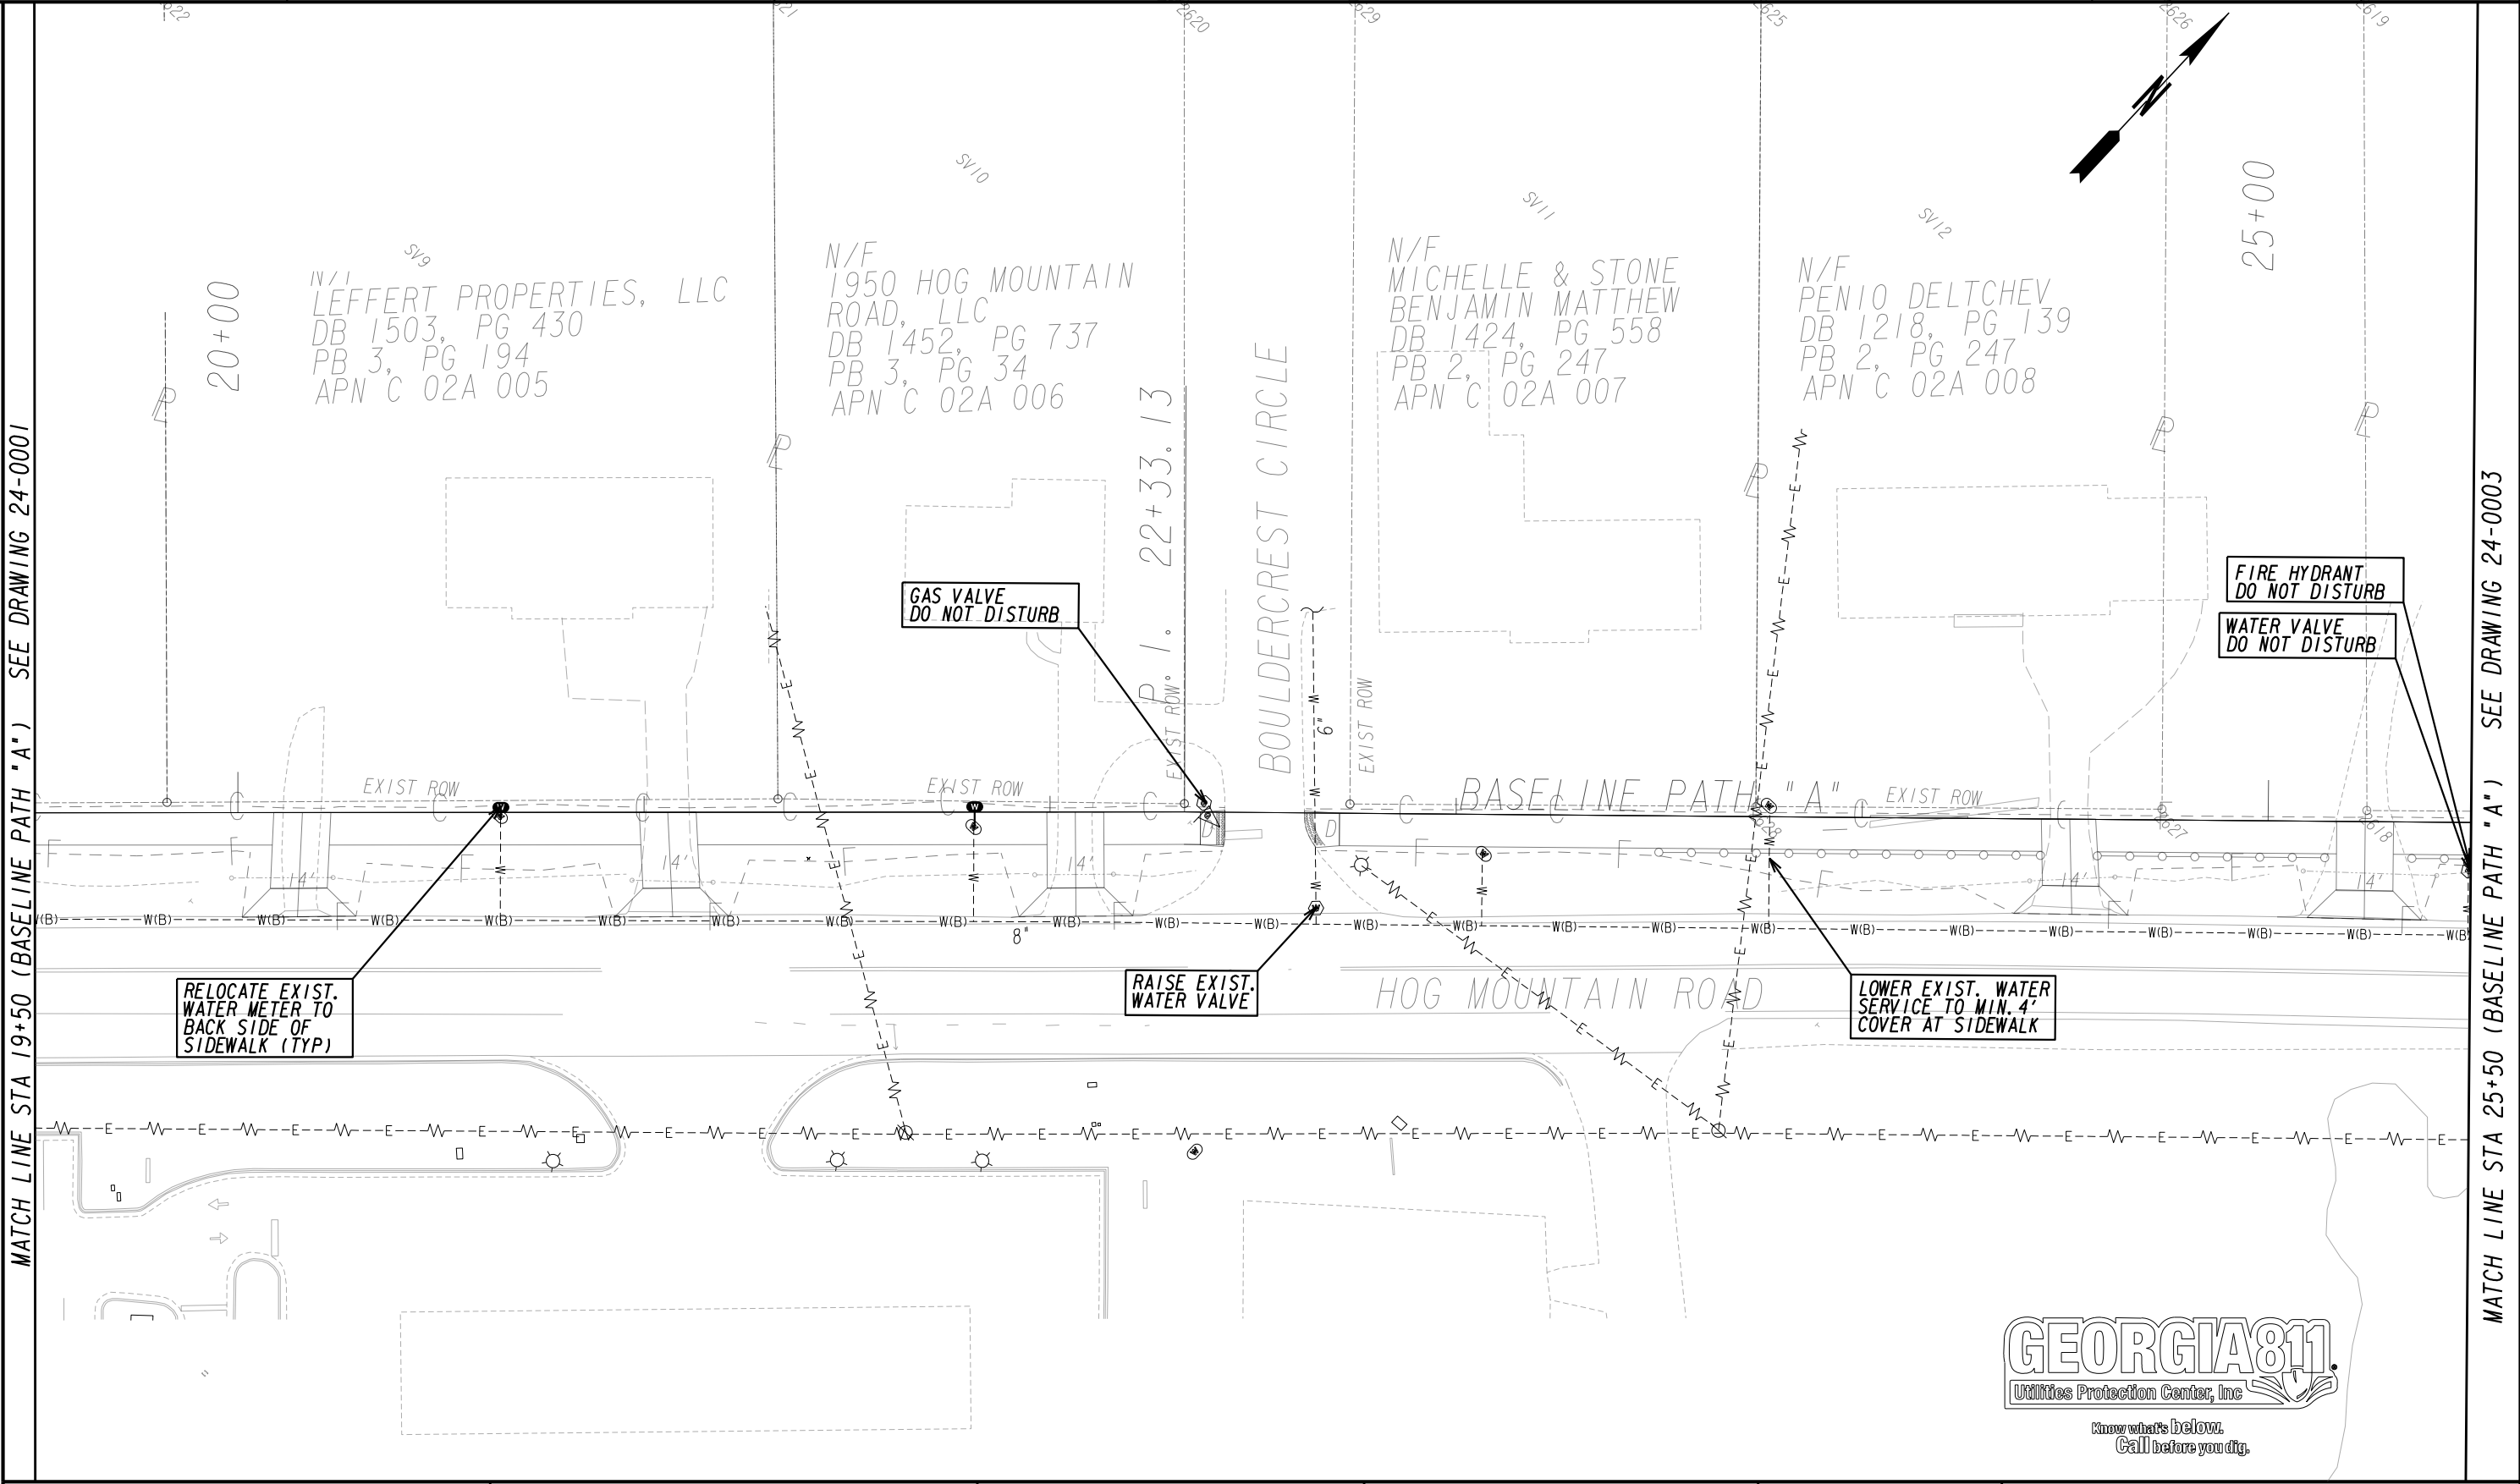 2620
2629
2625
2626
2619
N
SV9
SV10
SV11
SV12
20+00
25+00
LEFFERT PROPERTIES, LLC
DB 1503, PG 430
PB 3, PG 194
APN C 02A 005
N/F
1950 HOG MOUNTAIN
ROAD, LLC
DB 1452, PG 737
PB 3, PG 34
APN C 02A 006
N/F
MICHELLE & STONE
BENJAMIN MATTHEW
DB 1424, PG 558
PB 2, PG 247
APN C 02A 007
N/F
PENIO DELTCHEV
DB 1218, PG 139
PB 2, PG 247
APN C 02A 008
P.I. 22+33.13
BOULDERCREST CIRCLE
GAS VALVE
DO NOT DISTURB
FIRE HYDRANT
DO NOT DISTURB
WATER VALVE
DO NOT DISTURB
EXIST ROW
EXIST ROW
EXIST ROW
EXIST ROW
EXIST ROW
6"
BASELINE PATH "A"
2627
14'
14'
14'
14'
14'
8"
W(B) W(B) W(B) W(B) W(B) W(B) W(B) W(B) W(B) W(B) W(B) W(B) W(B) W(B) W(B) W(B) W(B) W(B) W(B) W(B) W(B) W(B) W(B)
RELOCATE EXIST.
WATER METER TO
BACK SIDE OF
SIDEWALK (TYP)
RAISE EXIST.
WATER VALVE
HOG MOUNTAIN ROAD
LOWER EXIST. WATER
SERVICE TO MIN. 4'
COVER AT SIDEWALK
MATCH LINE STA 19+50 (BASELINE PATH "A") SEE DRAWING 24-0001
MATCH LINE STA 25+50 (BASELINE PATH "A") SEE DRAWING 24-0003
GEORGIA811.
Utilities Protection Center, Inc
Know what's below.
Call before you dig.